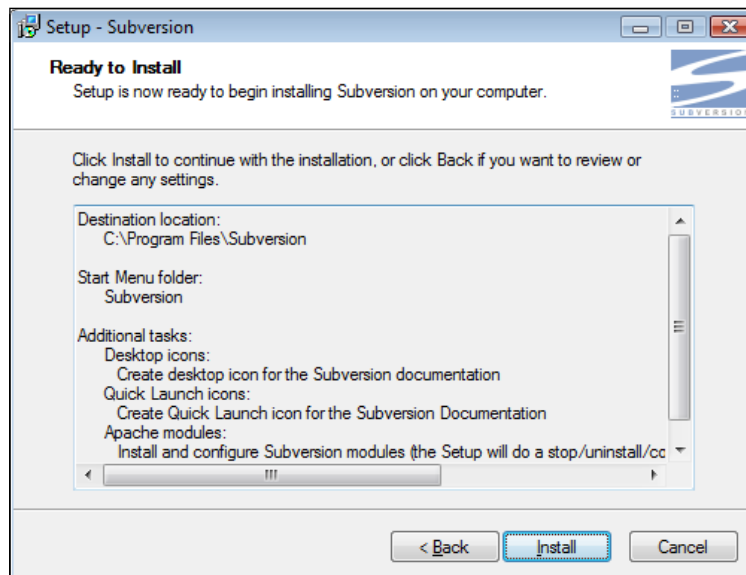 Setup - Subversion
Ready to Install
Setup is now ready to begin installing Subversion on your computer.
SUBVERSION
Click Install to continue with the installation, or click Back if you want to review or
change any settings.
Destination location:
C:\Program Files\Subversion
Start Menu folder:
Subversion
Additional tasks:
Desktop icons:
Create desktop icon for the Subversion documentation
Quick Launch icons:
Create Quick Launch icon for the Subversion Documentation
Apache modules:
Install and configure Subversion modules (the Setup will do a stop/uninstall/co
< Back
Install
Cancel